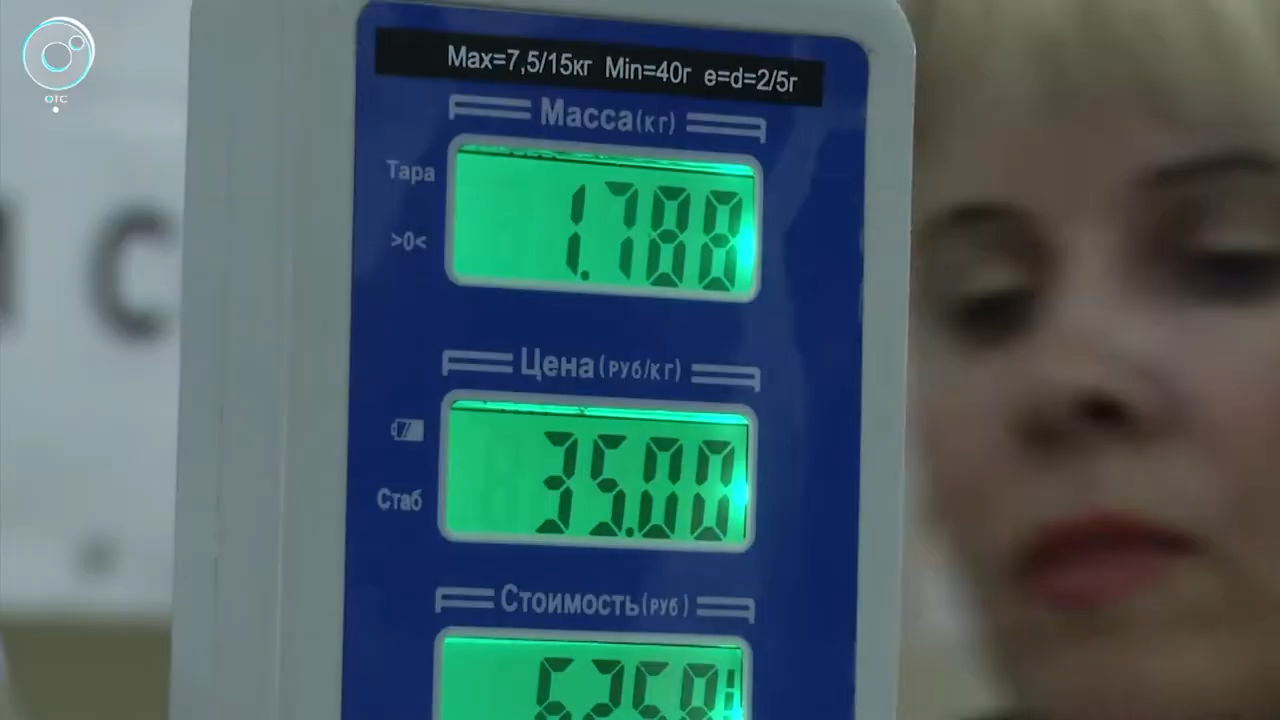 отс
Max=7,5/15кг Min=40г e=d=2/5г
Масса(кг)
Тара
1.788
>0<
Цена(РУБ/КГ)
35.00
Стаб
Стоимость(РУБ)
С